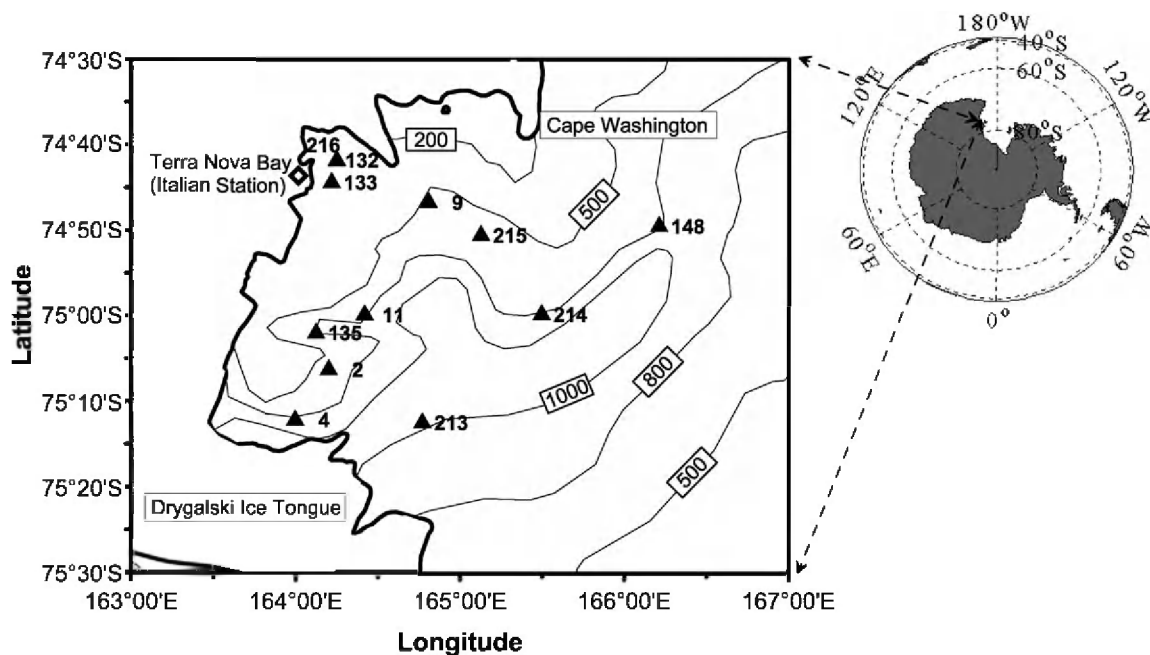 74°30'S
74°40'S
74°50'S
75°00'S
75°10'S
75°20'S
75°30'S
Latitude
163°00'E
164°00'E
165°00'E
166°00'E
167°00'E
Longitude
Terra Nova Bay
(Italian Station)
Cape Washington
Drygalski Ice Tongue
216
132
133
9
215
148
11
214
135
2
4
213
200
500
1000
800
500
180°W
40°S
60°S
80°S
120°E
120°W
60°E
60°W
0°